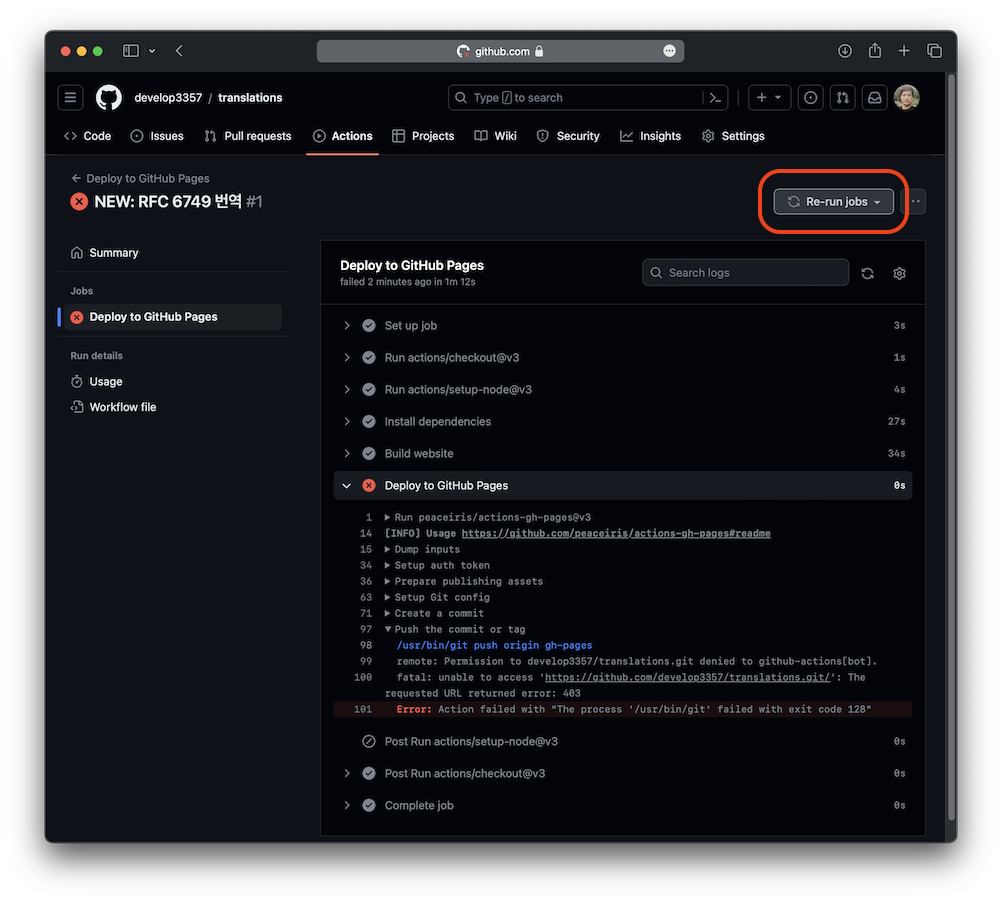 github.com
develop3357 / translations
Type / to search
Code
Issues
Pull requests
Actions
Projects
Wiki
Security
Insights
Settings
← Deploy to GitHub Pages
NEW: RFC 6749 번역 #1
Re-run jobs
Summary
Jobs
Deploy to GitHub Pages
Run details
Usage
Workflow file
Deploy to GitHub Pages
failed 2 minutes ago in 1m 12s
Search logs
Set up job 3s
Run actions/checkout@v3 1s
Run actions/setup-node@v3 4s
Install dependencies 27s
Build website 34s
Deploy to GitHub Pages 0s
1 ▶ Run peaceiris/actions-gh-pages@v3
14 [INFO] Usage https://github.com/peaceiris/actions-gh-pages#readme
15 ▶ Dump inputs
34 ▶ Setup auth token
36 ▶ Prepare publishing assets
63 ▶ Setup Git config
71 ▶ Create a commit
97 ▼ Push the commit or tag
98 /usr/bin/git push origin gh-pages
99 remote: Permission to develop3357/translations.git denied to github-actions[bot].
100 fatal: unable to access 'https://github.com/develop3357/translations.git/': The
requested URL returned error: 403
101 Error: Action failed with "The process '/usr/bin/git' failed with exit code 128"
Post Run actions/setup-node@v3 0s
Post Run actions/checkout@v3 0s
Complete job 0s